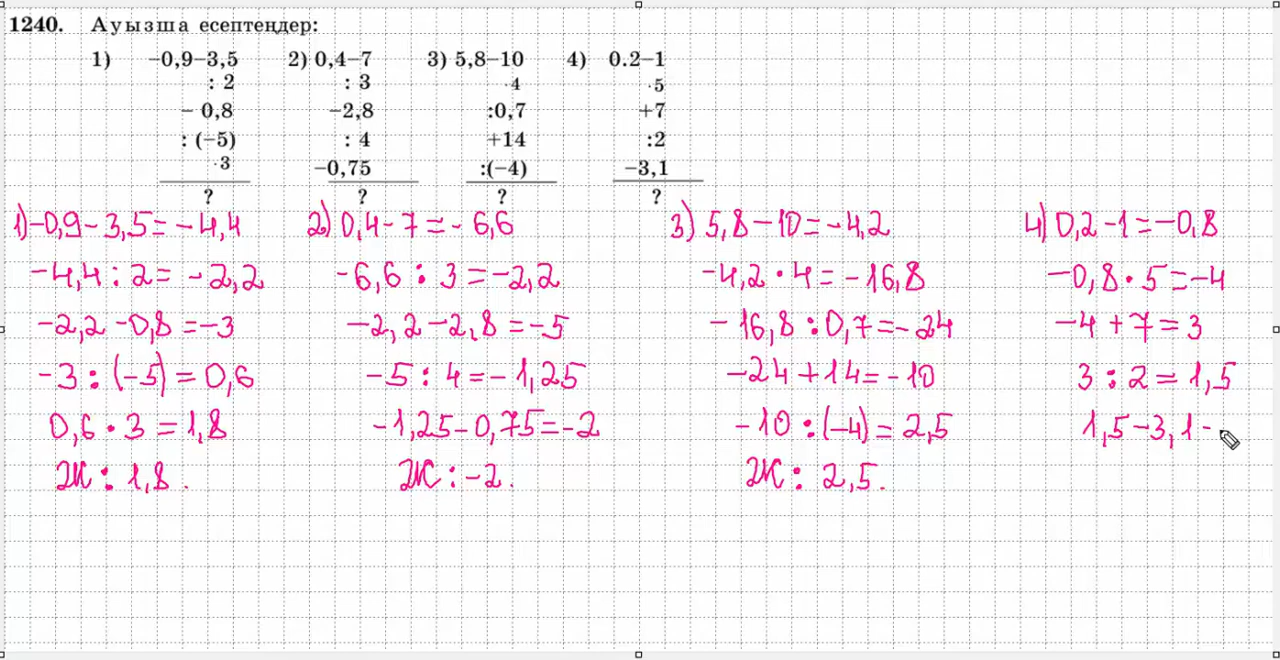 1240. Ауызша есептеңдер:
1) −0,9−3,5 2) 0,4−7 3) 5,8−10 4) 0.2−1
: 2 : 3 ·4 ·5
− 0,8 −2,8 :0,7 +7
: (−5) : 4 +14 :2
·3 −0,75 :(−4) −3,1
? ? ? ?
1) −0,9−3,5=−4,4 2) 0,4−7=−6,6 3) 5,8−10=−4,2 4) 0,2−1=−0,8
−4,4:2=−2,2 −6,6:3=−2,2 −4,2·4=−16,8 −0,8·5=−4
−2,2−0,8=−3 −2,2−2,8=−5 −16,8:0,7=−24 −4+7=3
−3:(−5)=0,6 −5:4=−1,25 −24+14=−10 3:2=1,5
0,6·3=1,8 −1,25−0,75=−2 −10:(−4)=2,5 1,5−3,1-
Ж: 1,8. Ж: −2. Ж: 2,5.